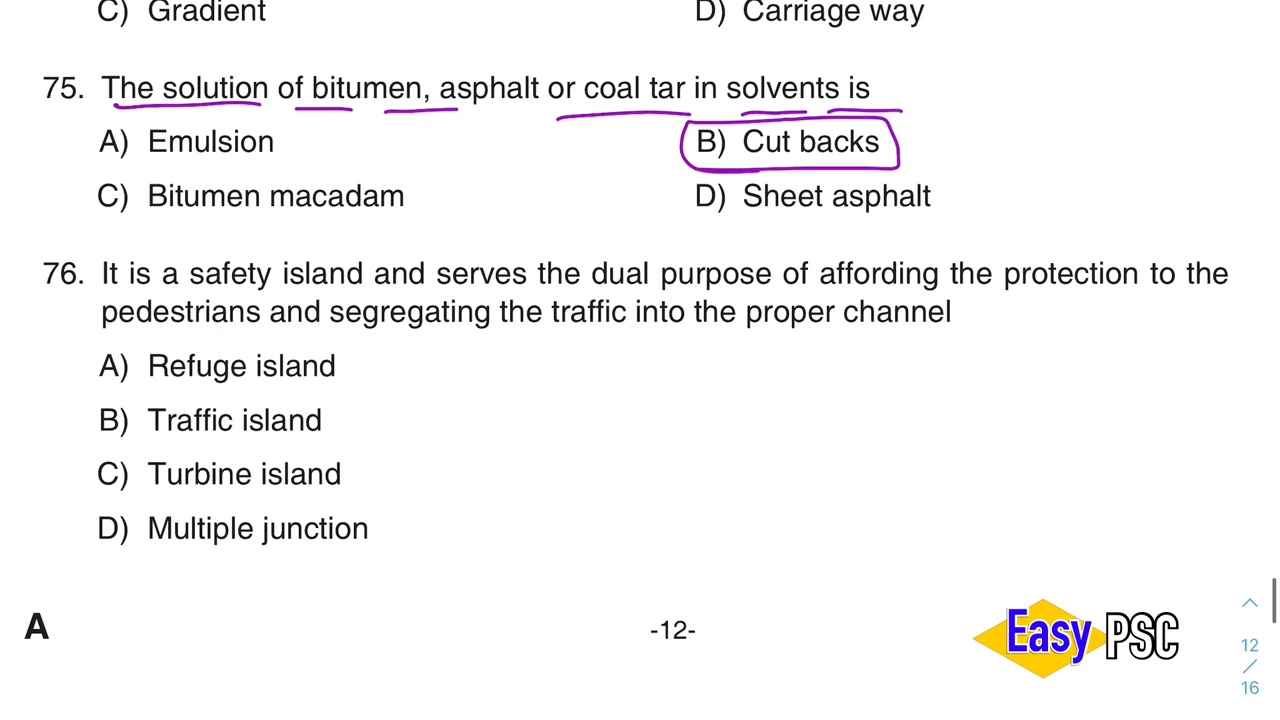 C) Gradient D) Carriage way
75. The solution of bitumen, asphalt or coal tar in solvents is
A) Emulsion B) Cut backs
C) Bitumen macadam D) Sheet asphalt
76. It is a safety island and serves the dual purpose of affording the protection to the
pedestrians and segregating the traffic into the proper channel
A) Refuge island
B) Traffic island
C) Turbine island
D) Multiple junction
A -12- Easy PSC
12
/
16